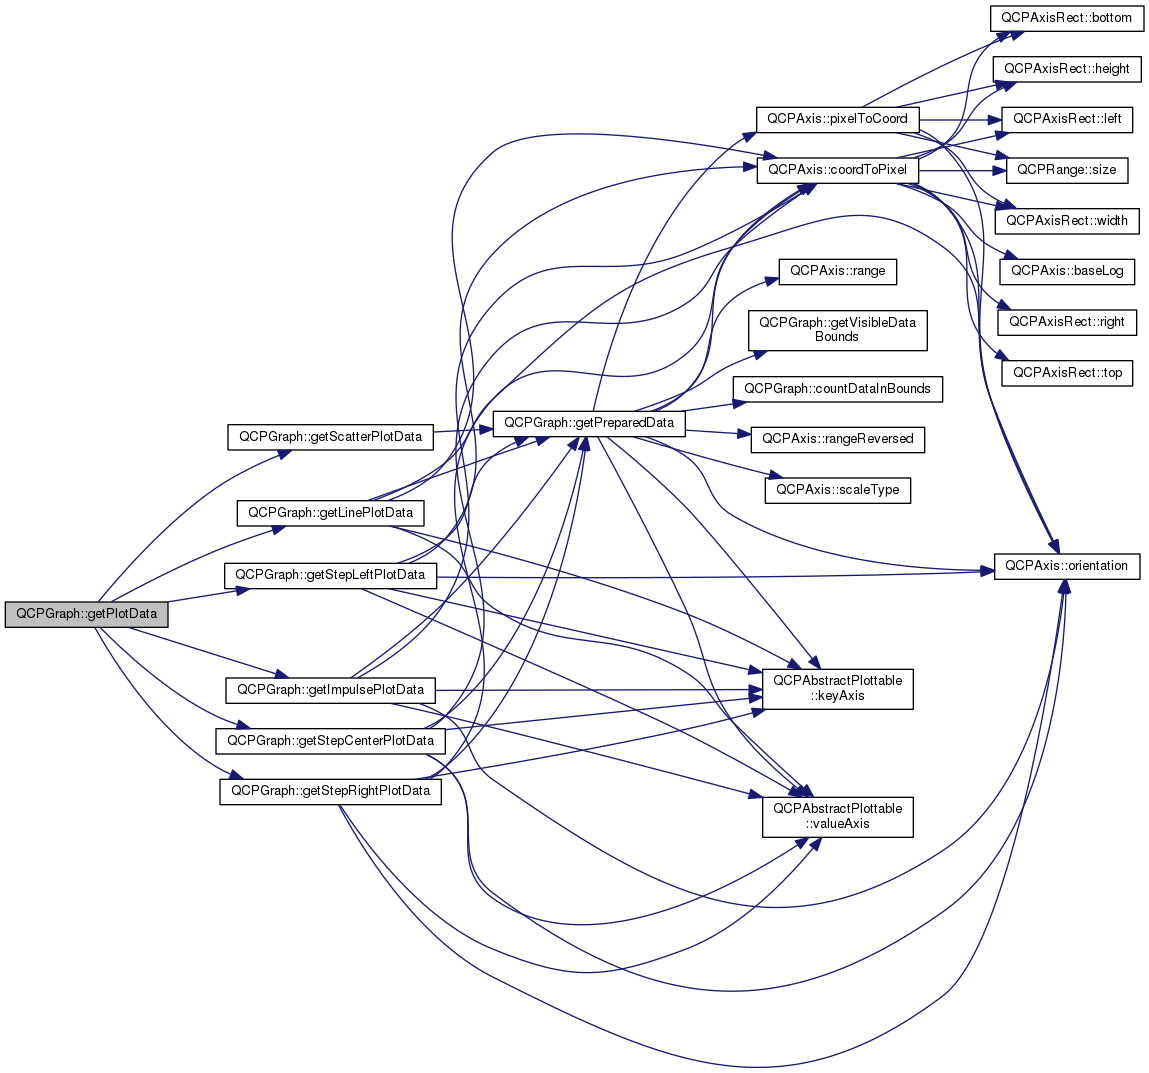 QCPGraph::getPlotData
QCPGraph::getScatterPlotData
QCPGraph::getLinePlotData
QCPGraph::getStepLeftPlotData
QCPGraph::getImpulsePlotData
QCPGraph::getStepCenterPlotData
QCPGraph::getStepRightPlotData
QCPGraph::getPreparedData
QCPAxis::pixelToCoord
QCPAxis::coordToPixel
QCPAxis::range
QCPGraph::getVisibleData
Bounds
QCPGraph::countDataInBounds
QCPAxis::rangeReversed
QCPAxis::scaleType
QCPAbstractPlottable
::keyAxis
QCPAbstractPlottable
::valueAxis
QCPAxisRect::bottom
QCPAxisRect::height
QCPAxisRect::left
QCPRange::size
QCPAxisRect::width
QCPAxis::baseLog
QCPAxisRect::right
QCPAxisRect::top
QCPAxis::orientation